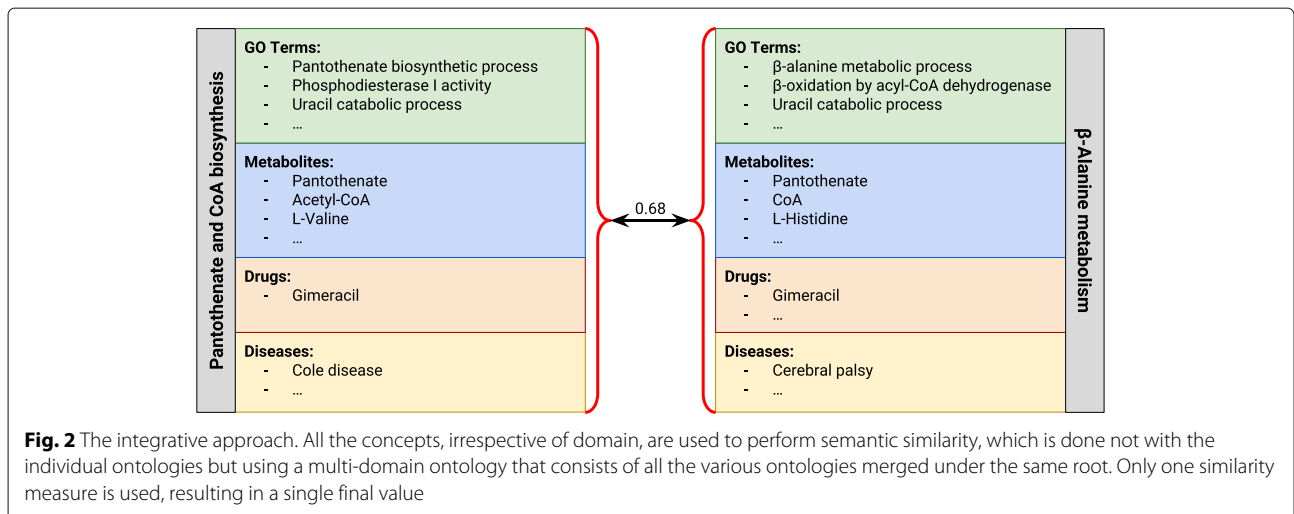 Pantothenate and CoA biosynthesis
GO Terms:
- Pantothenate biosynthetic process
- Phosphodiesterase I activity
- Uracil catabolic process
- ...
Metabolites:
- Pantothenate
- Acetyl-CoA
- L-Valine
- ...
Drugs:
- Gimeracil
Diseases:
- Cole disease
- ...
0.68
GO Terms:
- β-alanine metabolic process
- β-oxidation by acyl-CoA dehydrogenase
- Uracil catabolic process
- ...
Metabolites:
- Pantothenate
- CoA
- L-Histidine
- ...
Drugs:
- Gimeracil
- ...
Diseases:
- Cerebral palsy
- ...
β-Alanine metabolism
Fig. 2 The integrative approach. All the concepts, irrespective of domain, are used to perform semantic similarity, which is done not with the
individual ontologies but using a multi-domain ontology that consists of all the various ontologies merged under the same root. Only one similarity
measure is used, resulting in a single final value